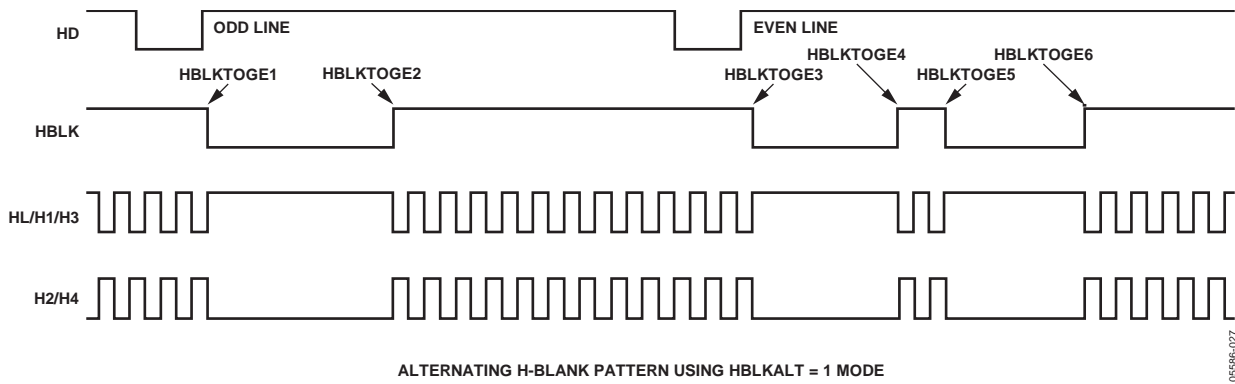 HD
ODD LINE
EVEN LINE
HBLKTOGE1
HBLKTOGE2
HBLKTOGE3
HBLKTOGE4
HBLKTOGE5
HBLKTOGE6
HBLK
HL/H1/H3
H2/H4
ALTERNATING H-BLANK PATTERN USING HBLKALT = 1 MODE
05586-027